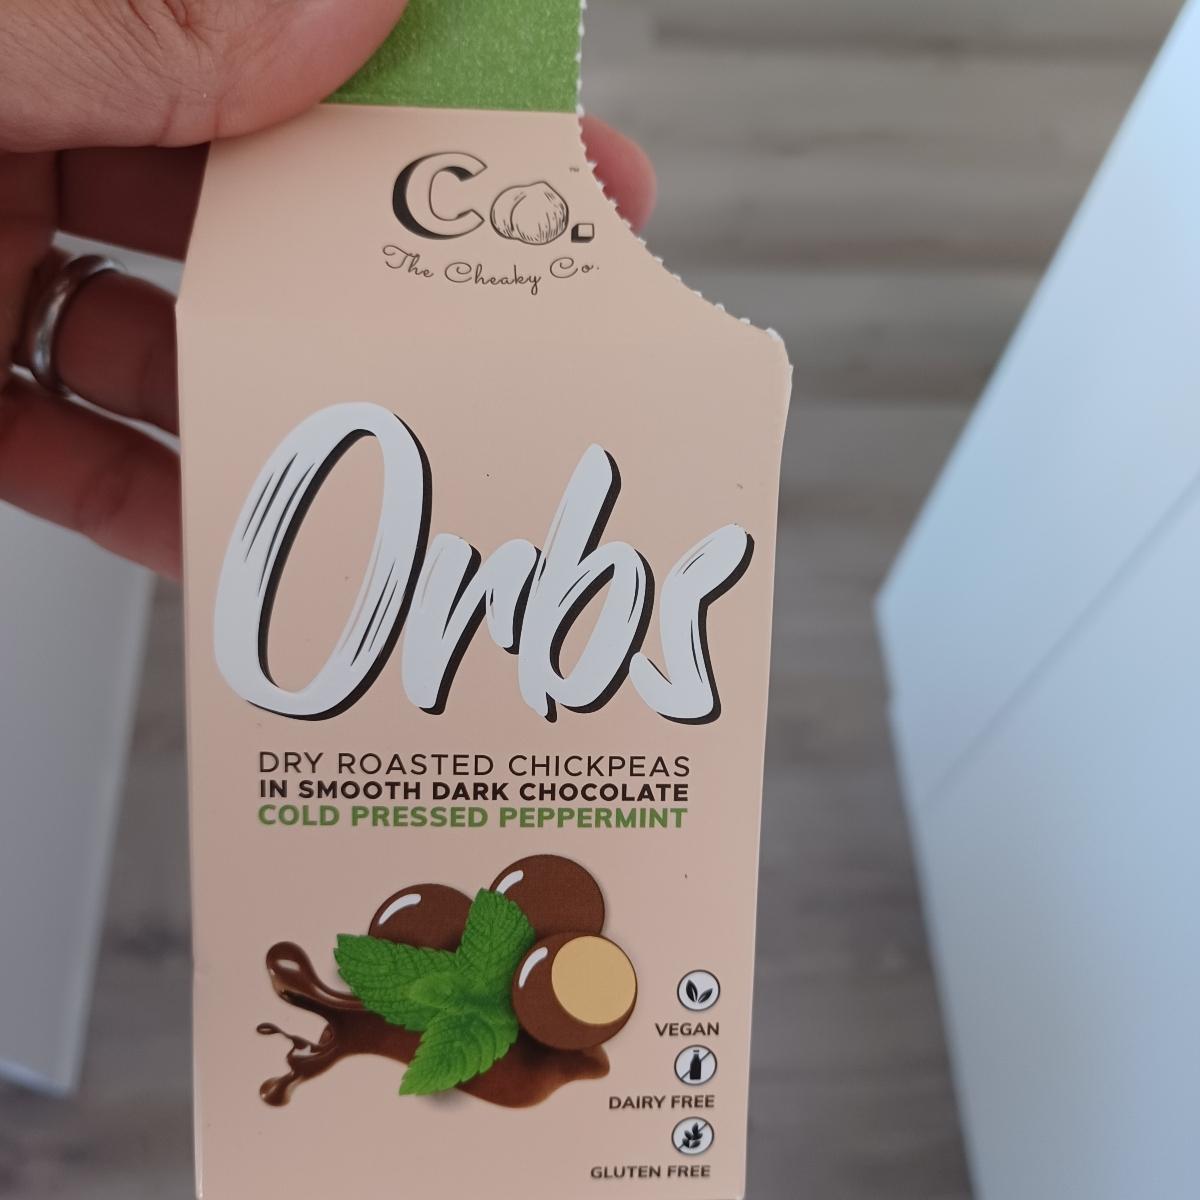 Co.™
The Cheaky Co.
Orbs
DRY ROASTED CHICKPEAS
IN SMOOTH DARK CHOCOLATE
COLD PRESSED PEPPERMINT
VEGAN
DAIRY FREE
GLUTEN FREE